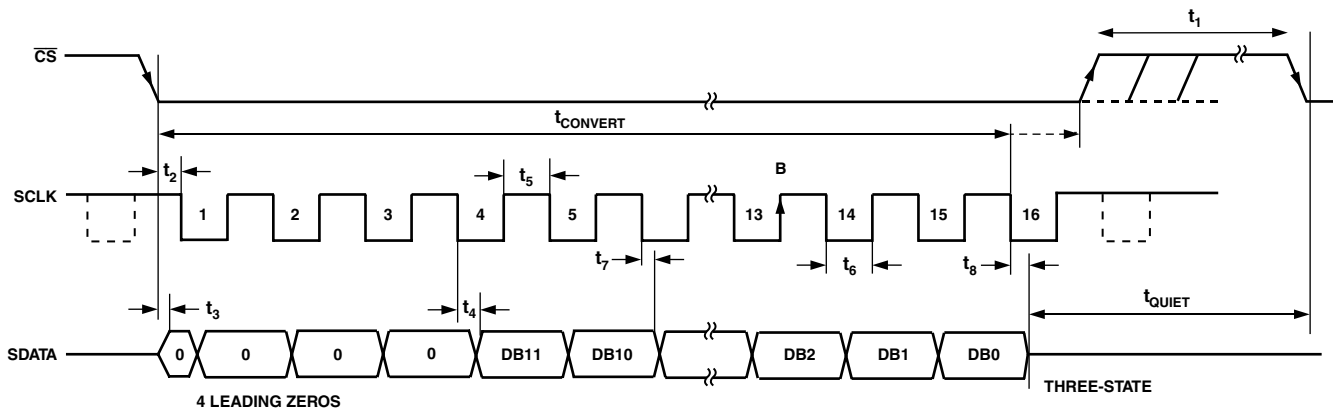 t1
CS
tCONVERT
t2
t5
B
SCLK
1 2 3 4 5 13 14 15 16
t7
t6
t8
t3
t4
tQUIET
SDATA
0 0 0 0 DB11 DB10 DB2 DB1 DB0
THREE-STATE
4 LEADING ZEROS